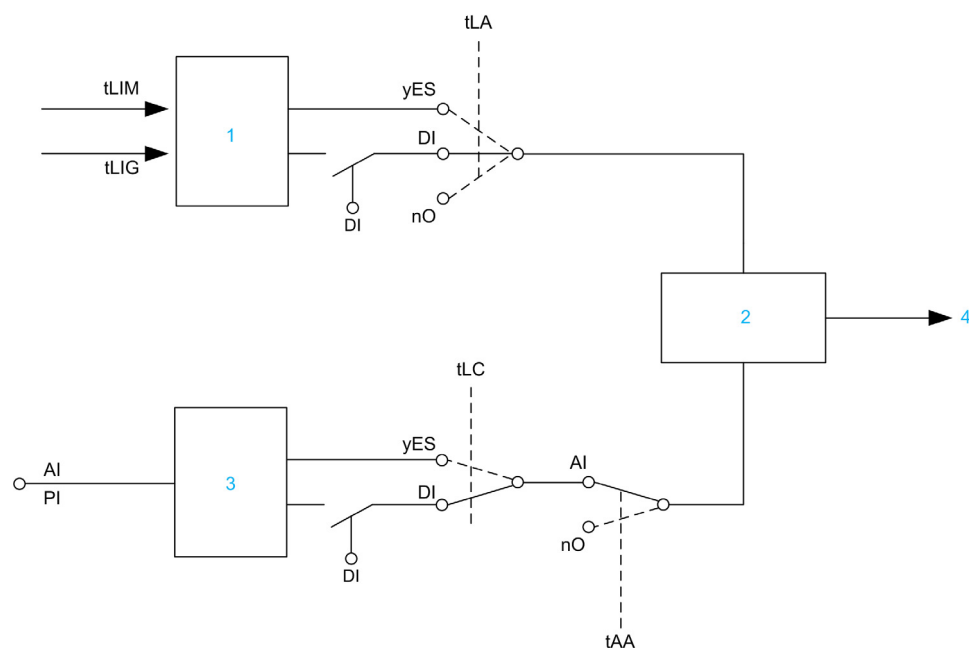 tLA
tLIM
yES
1
DI
tLIG
DI
nO
2
4
tLC
yES
AI
AI
3
DI
PI
nO
DI
tAA